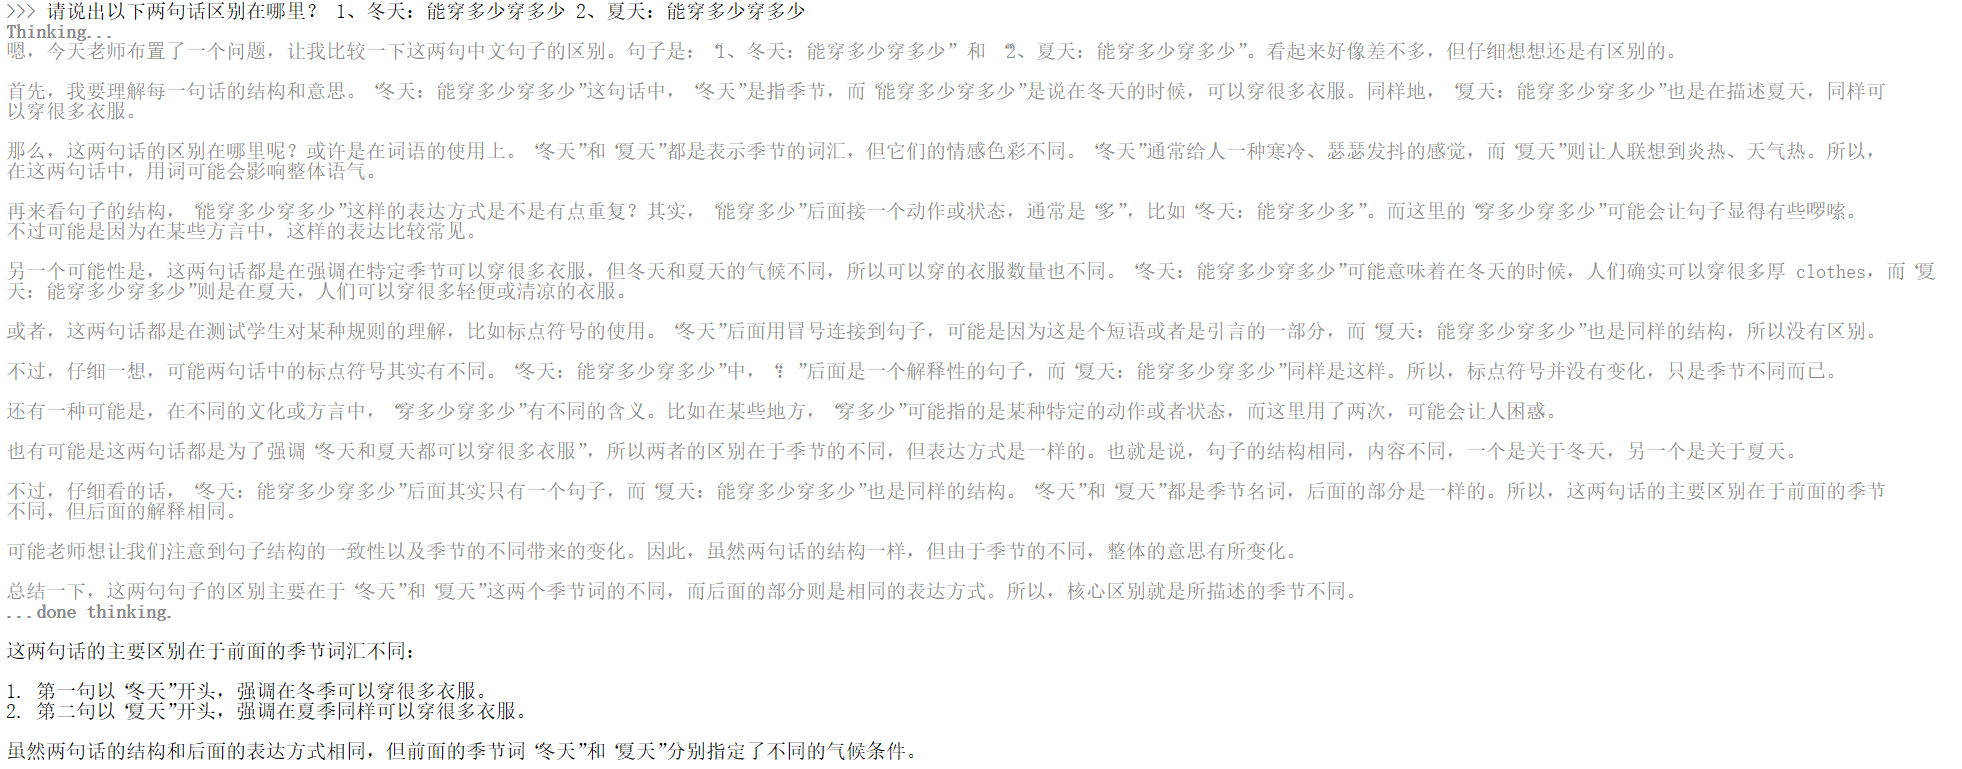 >>> 请说出以下两句话区别在哪里？ 1、冬天：能穿多少穿多少 2、夏天：能穿多少穿多少
Thinking...
嗯，今天老师布置了一个问题，让我比较一下这两句中文句子的区别。句子是：“1、冬天：能穿多少穿多少”和“2、夏天：能穿多少穿多少”。看起来好像差不多，但仔细想想还是有区别的。
首先，我要理解每一句话的结构和意思。“冬天：能穿多少穿多少”这句话中，“冬天”是指季节，而“能穿多少穿多少”是说在冬天的时候，可以穿很多衣服。同样地，“夏天：能穿多少穿多少”也是在描述夏天，同样可
以穿很多衣服。
那么，这两句话的区别在哪里呢？或许是在词语的使用上。“冬天”和“夏天”都是表示季节的词汇，但它们的情感色彩不同。“冬天”通常给人一种寒冷、瑟瑟发抖的感觉，而“夏天”则让人联想到炎热、天气热。所以，
在这两句话中，用词可能会影响整体语气。
再来看句子的结构，“能穿多少穿多少”这样的表达方式是不是有点重复？其实，“能穿多少”后面接一个动作或状态，通常是“多”，比如“冬天：能穿多少多”。而这里的“穿多少穿多少”可能会让句子显得有些啰嗦。
不过可能是因为在某些方言中，这样的表达比较常见。
另一个可能性是，这两句话都是在强调在特定季节可以穿很多衣服，但冬天和夏天的气候不同，所以可以穿的衣服数量也不同。“冬天：能穿多少穿多少”可能意味着在冬天的时候，人们确实可以穿很多厚 clothes，而“夏
天：能穿多少穿多少”则是在夏天，人们可以穿很多轻便或清凉的衣服。
或者，这两句话都是在测试学生对某种规则的理解，比如标点符号的使用。“冬天”后面用冒号连接到句子，可能是因为这是个短语或者是引言的一部分，而“夏天：能穿多少穿多少”也是同样的结构，所以没有区别。
不过，仔细一想，可能两句话中的标点符号其实有不同。“冬天：能穿多少穿多少”中，“：”后面是一个解释性的句子，而“夏天：能穿多少穿多少”同样是这样。所以，标点符号并没有变化，只是季节不同而已。
还有一种可能是，在不同的文化或方言中，“穿多少穿多少”有不同的含义。比如在某些地方，“穿多少”可能指的是某种特定的动作或者状态，而这里用了两次，可能会让人困惑。
也有可能是这两句话都是为了强调“冬天和夏天都可以穿很多衣服”，所以两者的区别在于季节的不同，但表达方式是一样的。也就是说，句子的结构相同，内容不同，一个是关于冬天，另一个是关于夏天。
不过，仔细看的话，“冬天：能穿多少穿多少”后面其实只有一个句子，而“夏天：能穿多少穿多少”也是同样的结构。“冬天”和“夏天”都是季节名词，后面的部分是一样的。所以，这两句话的主要区别在于前面的季节
不同，但后面的解释相同。
可能老师想让我们注意到句子结构的一致性以及季节的不同带来的变化。因此，虽然两句话的结构一样，但由于季节的不同，整体的意思有所变化。
总结一下，这两句句子的区别主要在于“冬天”和“夏天”这两个季节词的不同，而后面的部分则是相同的表达方式。所以，核心区别就是所描述的季节不同。
...done thinking.
这两句话的主要区别在于前面的季节词汇不同：
1. 第一句以“冬天”开头，强调在冬季可以穿很多衣服。
2. 第二句以“夏天”开头，强调在夏季同样可以穿很多衣服。
虽然两句话的结构和后面的表达方式相同，但前面的季节词“冬天”和“夏天”分别指定了不同的气候条件。